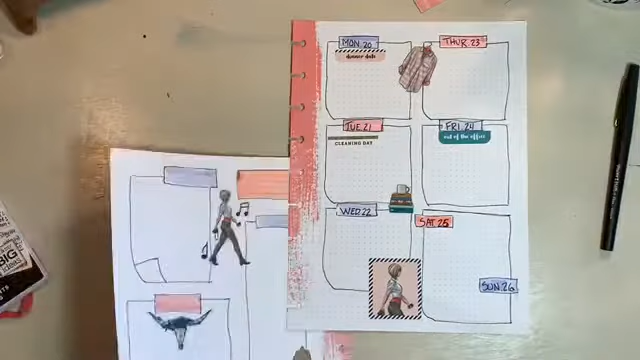 MON 20
dinner date
TUE 21
CLEANING DAY
WED 22
THUR 23
FRI 24
out of the office
SAT 25
SUN 26
BIG